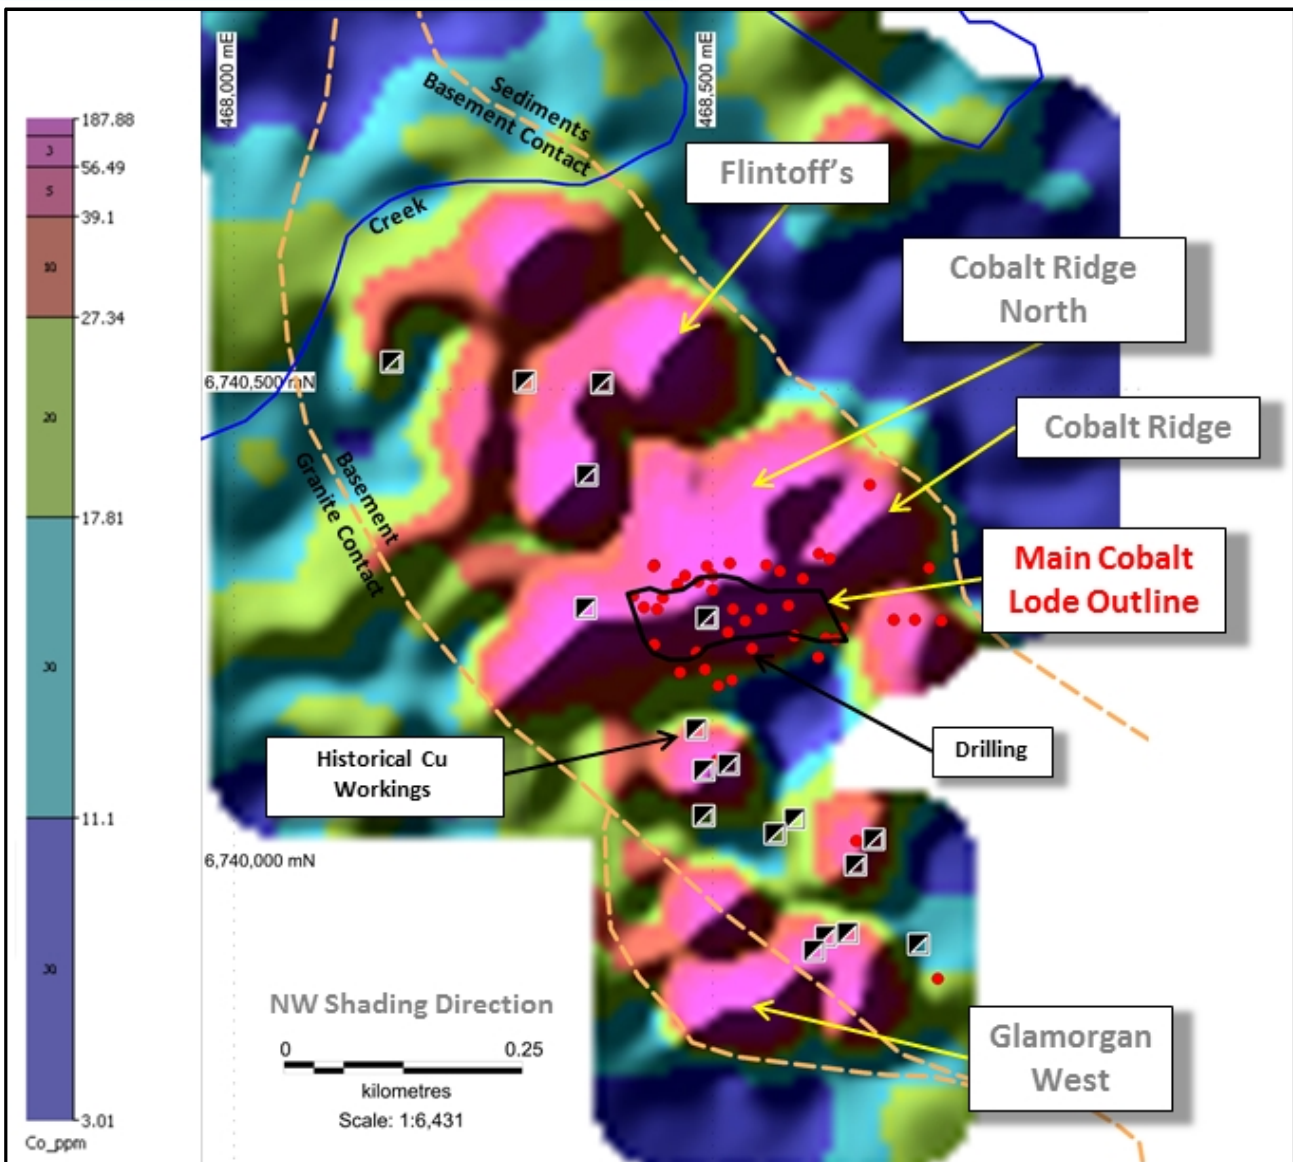 468,000 mE
468,500 mE
187.88
3
56.49
5
39.1
10
27.34
20
17.81
30
11.1
30
3.01
Co_ppm
Sediments
Basement Contact
Flintoff's
Creek
Cobalt Ridge
North
6,740,500 mN
Cobalt Ridge
Basement
Granite Contact
Main Cobalt
Lode Outline
Historical Cu
Workings
Drilling
6,740,000 mN
NW Shading Direction
0 0.25
kilometres
Scale: 1:6,431
Glamorgan
West